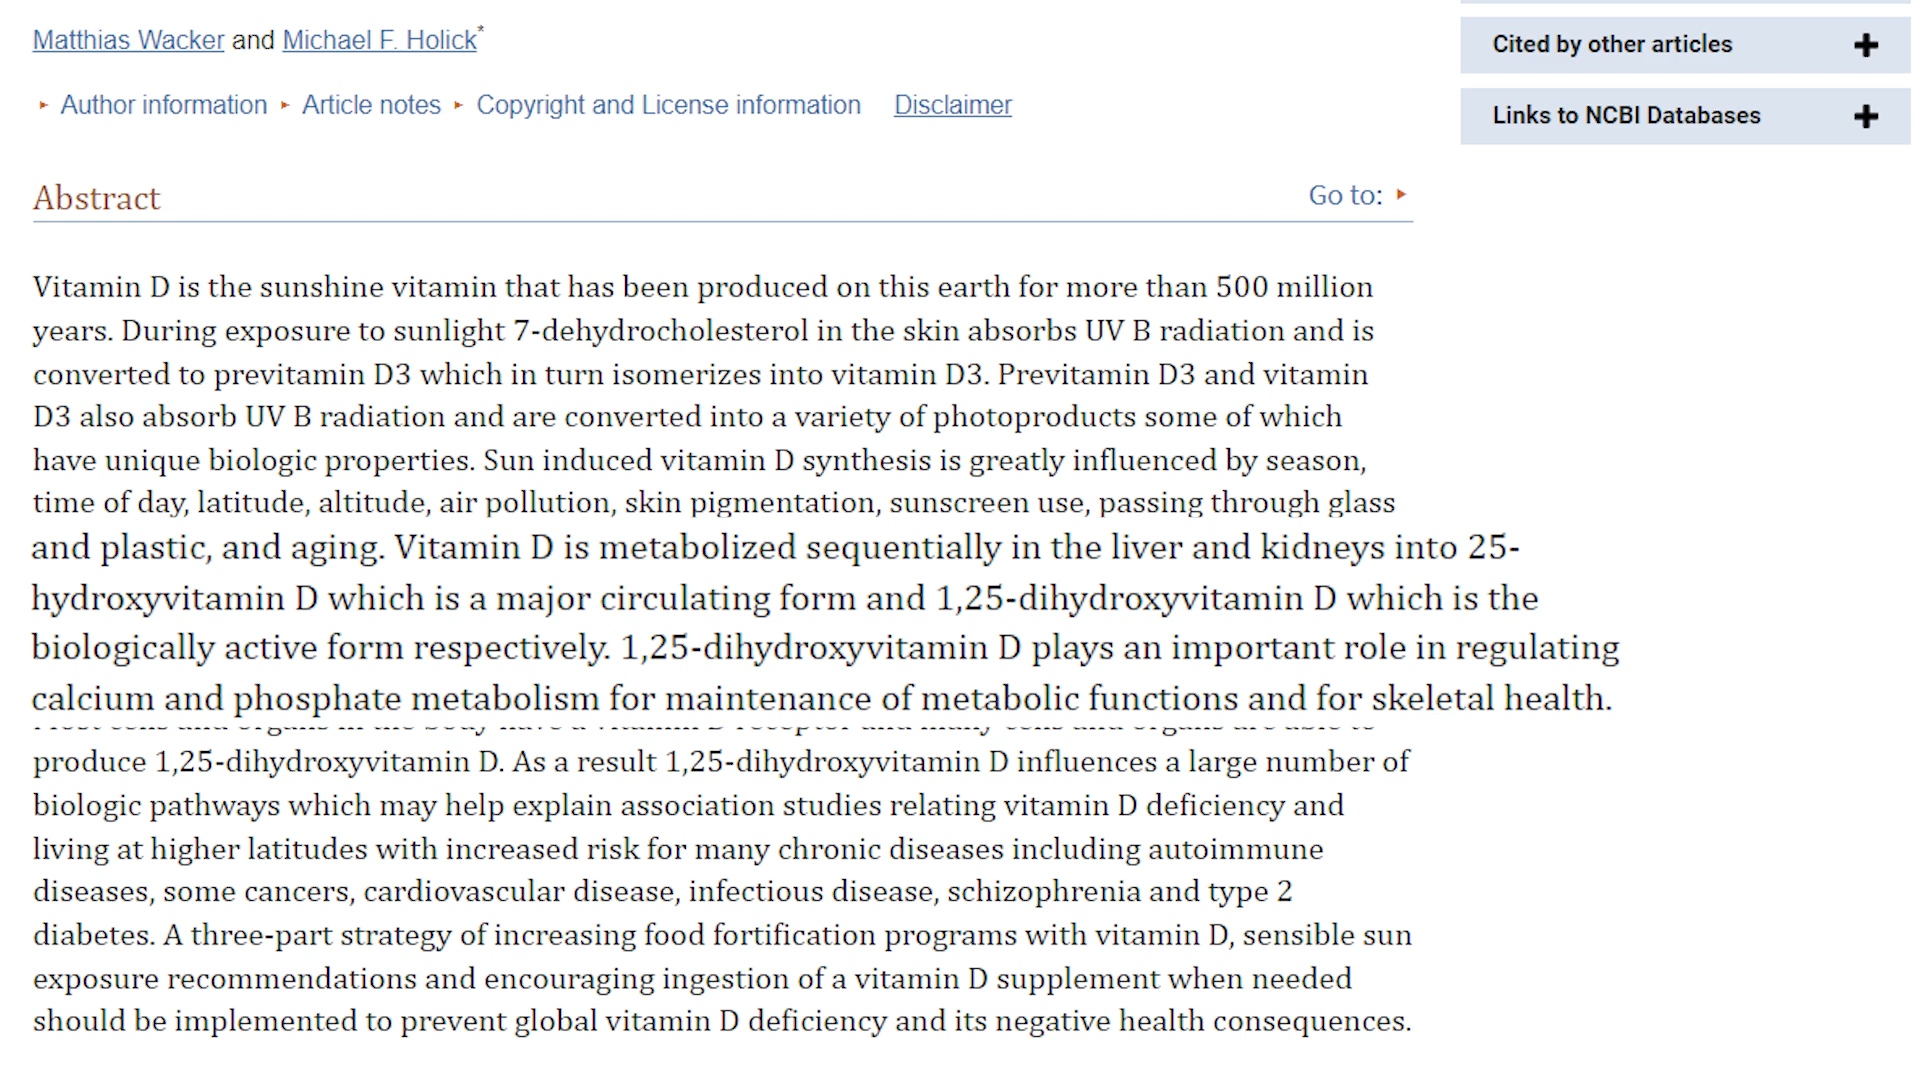 Matthias Wacker and Michael F. Holick*
Author information Article notes Copyright and License information Disclaimer
Cited by other articles
Links to NCBI Databases
Abstract
Go to:
Vitamin D is the sunshine vitamin that has been produced on this earth for more than 500 million
years. During exposure to sunlight 7-dehydrocholesterol in the skin absorbs UV B radiation and is
converted to previtamin D3 which in turn isomerizes into vitamin D3. Previtamin D3 and vitamin
D3 also absorb UV B radiation and are converted into a variety of photoproducts some of which
have unique biologic properties. Sun induced vitamin D synthesis is greatly influenced by season,
time of day, latitude, altitude, air pollution, skin pigmentation, sunscreen use, passing through glass
and plastic, and aging. Vitamin D is metabolized sequentially in the liver and kidneys into 25-
hydroxyvitamin D which is a major circulating form and 1,25-dihydroxyvitamin D which is the
biologically active form respectively. 1,25-dihydroxyvitamin D plays an important role in regulating
calcium and phosphate metabolism for maintenance of metabolic functions and for skeletal health.
produce 1,25-dihydroxyvitamin D. As a result 1,25-dihydroxyvitamin D influences a large number of
biologic pathways which may help explain association studies relating vitamin D deficiency and
living at higher latitudes with increased risk for many chronic diseases including autoimmune
diseases, some cancers, cardiovascular disease, infectious disease, schizophrenia and type 2
diabetes. A three-part strategy of increasing food fortification programs with vitamin D, sensible sun
exposure recommendations and encouraging ingestion of a vitamin D supplement when needed
should be implemented to prevent global vitamin D deficiency and its negative health consequences.